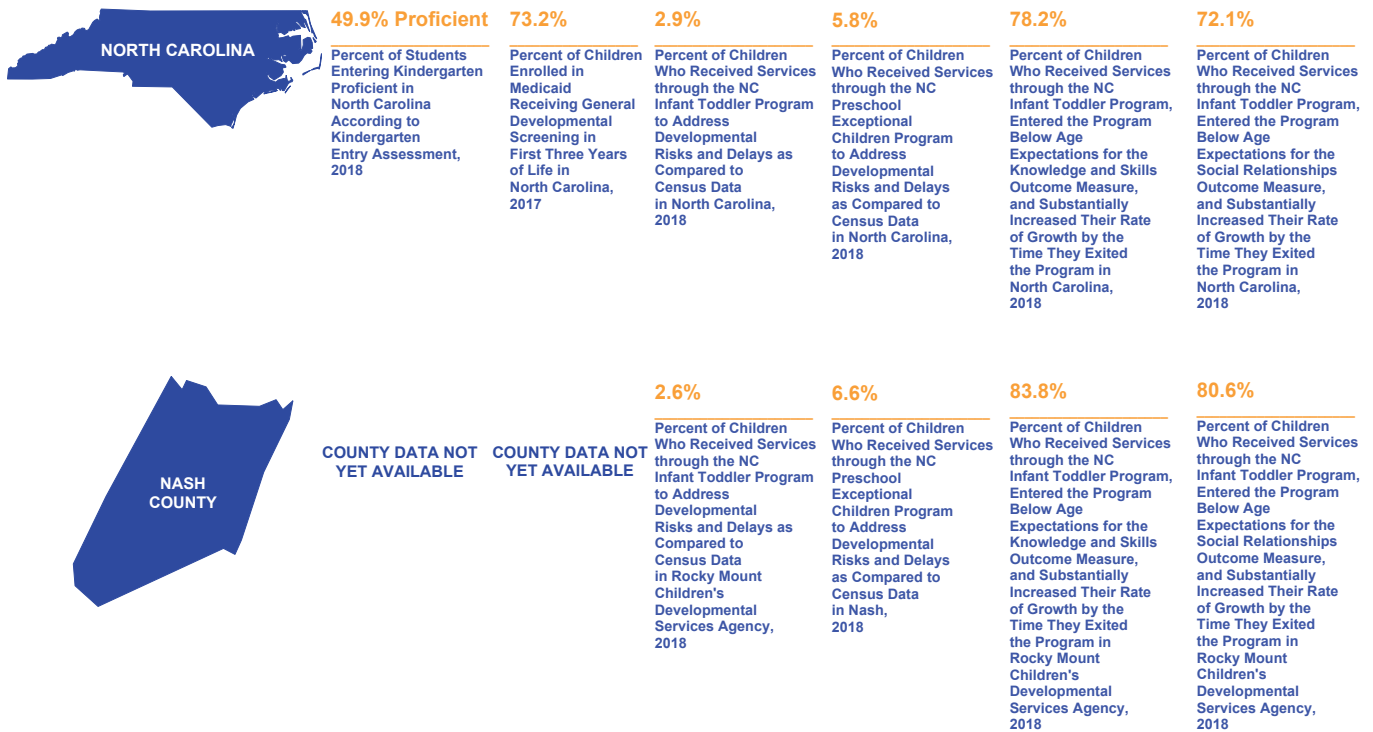 NORTH CAROLINA
49.9% Proficient
Percent of Students
Entering Kindergarten
Proficient in
North Carolina
According to
Kindergarten
Entry Assessment,
2018
73.2%
Percent of Children
Enrolled in
Medicaid
Receiving General
Developmental
Screening in
First Three Years
of Life in
North Carolina,
2017
2.9%
Percent of Children
Who Received Services
through the NC
Infant Toddler Program
to Address
Developmental
Risks and Delays as
Compared to
Census Data
in North Carolina,
2018
5.8%
Percent of Children
Who Received Services
through the NC
Preschool
Exceptional
Children Program
to Address
Developmental
Risks and Delays
as Compared to
Census Data
in North Carolina,
2018
78.2%
Percent of Children
Who Received Services
through the NC
Infant Toddler Program,
Entered the Program
Below Age
Expectations for the
Knowledge and Skills
Outcome Measure,
and Substantially
Increased Their Rate
of Growth by the
Time They Exited
the Program in
North Carolina,
2018
72.1%
Percent of Children
Who Received Services
through the NC
Infant Toddler Program,
Entered the Program
Below Age
Expectations for the
Social Relationships
Outcome Measure,
and Substantially
Increased Their Rate
of Growth by the
Time They Exited
the Program in
North Carolina,
2018
NASH
COUNTY
COUNTY DATA NOT
YET AVAILABLE
COUNTY DATA NOT
YET AVAILABLE
2.6%
Percent of Children
Who Received Services
through the NC
Infant Toddler Program
to Address
Developmental
Risks and Delays as
Compared to
Census Data
in Rocky Mount
Children's
Developmental
Services Agency,
2018
6.6%
Percent of Children
Who Received Services
through the NC
Preschool
Exceptional
Children Program
to Address
Developmental
Risks and Delays
as Compared to
Census Data
in Nash,
2018
83.8%
Percent of Children
Who Received Services
through the NC
Infant Toddler Program,
Entered the Program
Below Age
Expectations for the
Knowledge and Skills
Outcome Measure,
and Substantially
Increased Their Rate
of Growth by the
Time They Exited
the Program in
Rocky Mount
Children's
Developmental
Services Agency,
2018
80.6%
Percent of Children
Who Received Services
through the NC
Infant Toddler Program,
Entered the Program
Below Age
Expectations for the
Social Relationships
Outcome Measure,
and Substantially
Increased Their Rate
of Growth by the
Time They Exited
the Program in
Rocky Mount
Children's
Developmental
Services Agency,
2018